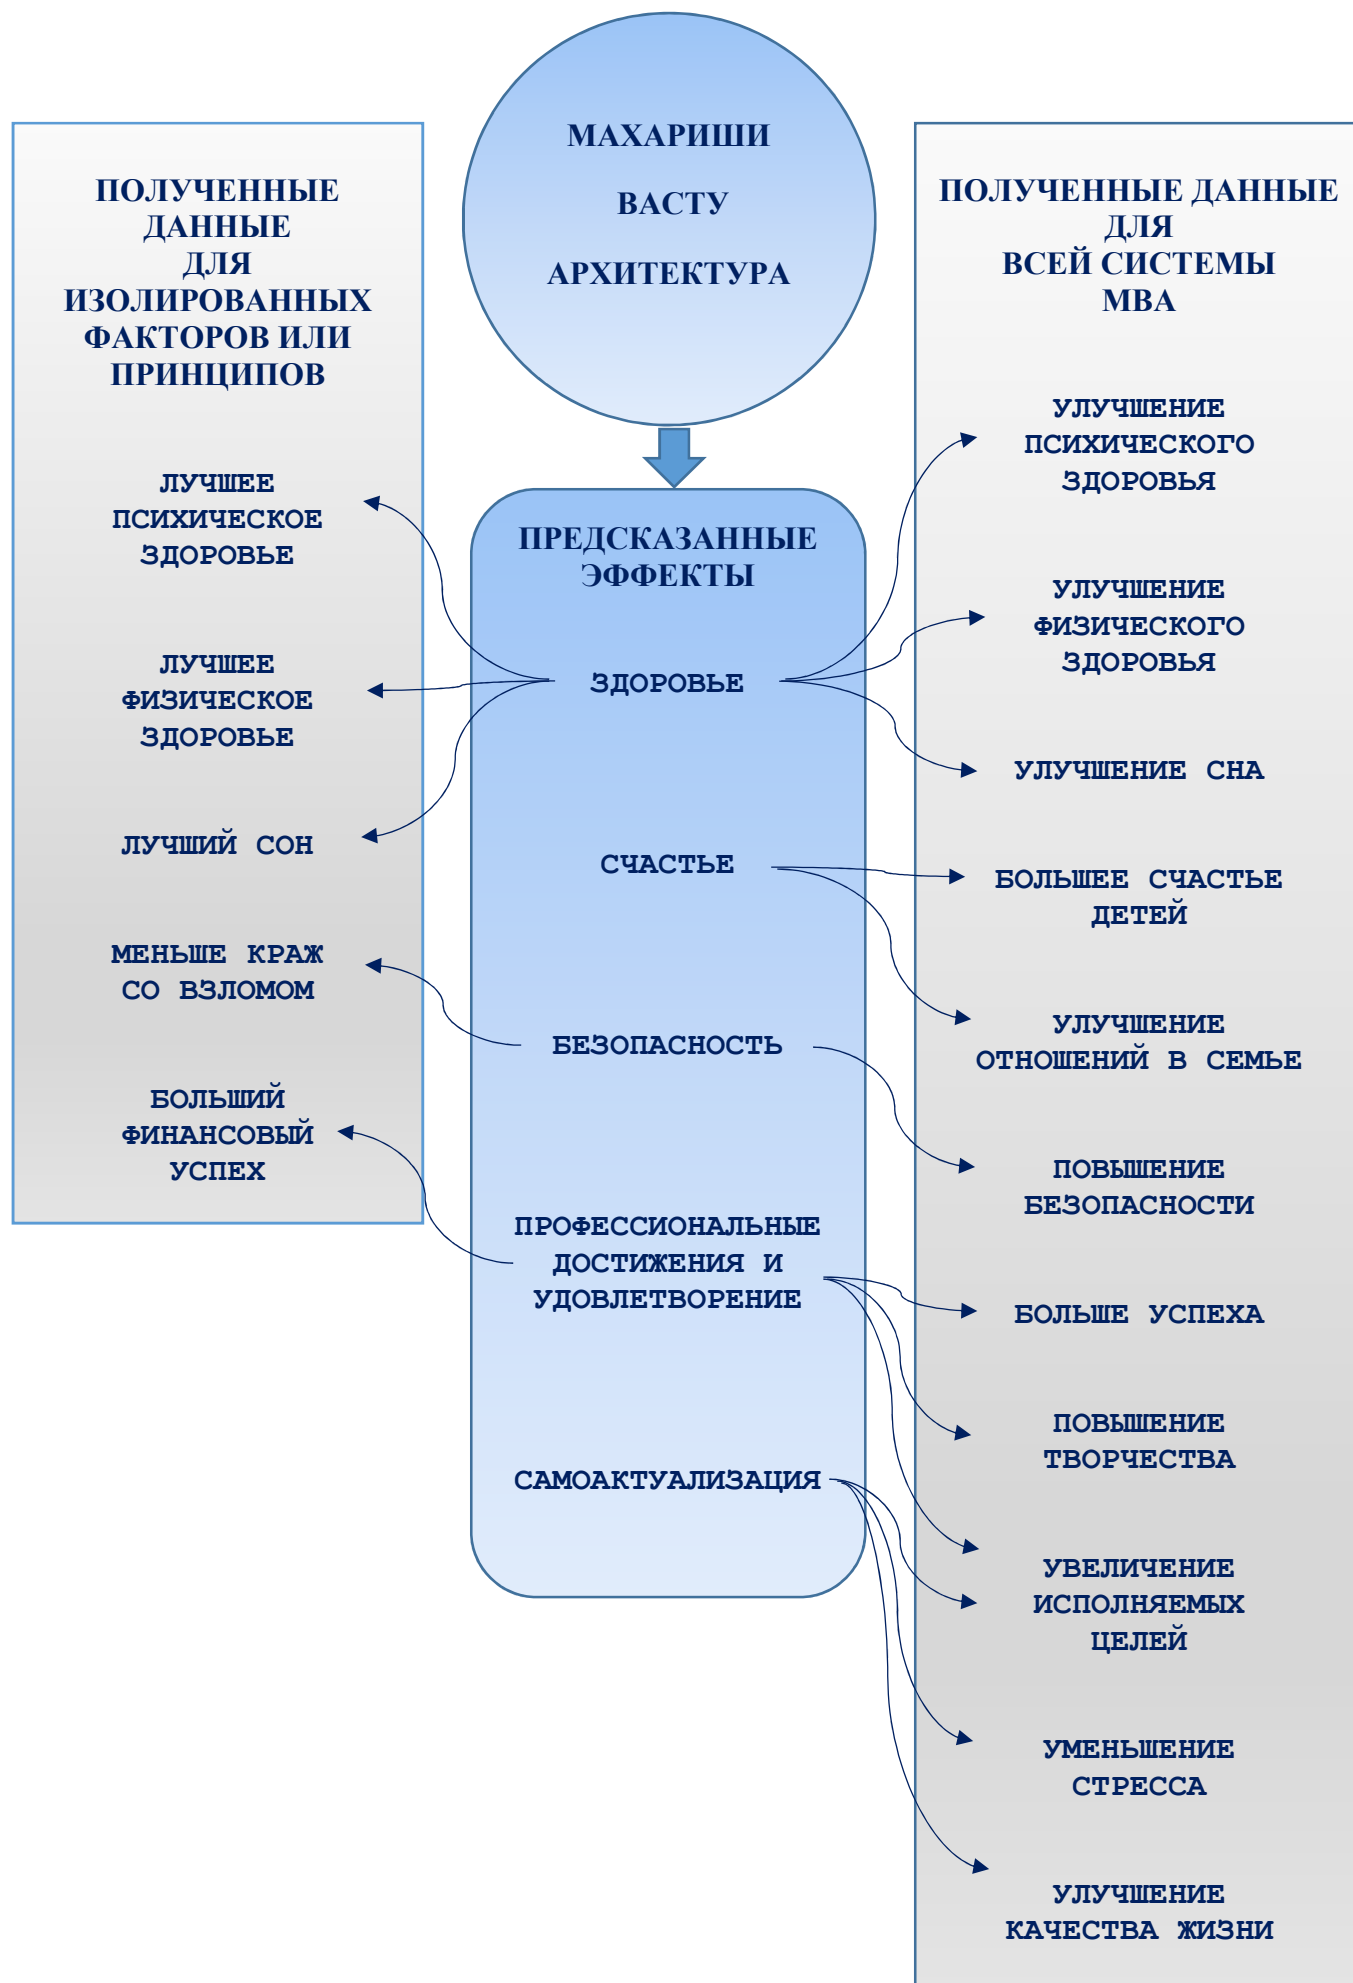 МАХАРИШИ
ВАСТУ
АРХИТЕКТУРА
ПОЛУЧЕННЫЕ
ДАННЫЕ
ДЛЯ
ИЗОЛИРОВАННЫХ
ФАКТОРОВ ИЛИ
ПРИНЦИПОВ
ЛУЧШЕЕ
ПСИХИЧЕСКОЕ
ЗДОРОВЬЕ
ЛУЧШЕЕ
ФИЗИЧЕСКОЕ
ЗДОРОВЬЕ
ЛУЧШИЙ СОН
МЕНЬШЕ КРАЖ
СО ВЗЛОМОМ
БОЛЬШИЙ
ФИНАНСОВЫЙ
УСПЕХ
ПРЕДСКАЗАННЫЕ
ЭФФЕКТЫ
ЗДОРОВЬЕ
СЧАСТЬЕ
БЕЗОПАСНОСТЬ
ПРОФЕССИОНАЛЬНЫЕ
ДОСТИЖЕНИЯ И
УДОВЛЕТВОРЕНИЕ
САМОАКТУАЛИЗАЦИЯ
ПОЛУЧЕННЫЕ ДАННЫЕ
ДЛЯ
ВСЕЙ СИСТЕМЫ
МВА
УЛУЧШЕНИЕ
ПСИХИЧЕСКОГО
ЗДОРОВЬЯ
УЛУЧШЕНИЕ
ФИЗИЧЕСКОГО
ЗДОРОВЬЯ
УЛУЧШЕНИЕ СНА
БОЛЬШЕЕ СЧАСТЬЕ
ДЕТЕЙ
УЛУЧШЕНИЕ
ОТНОШЕНИЙ В СЕМЬЕ
ПОВЫШЕНИЕ
БЕЗОПАСНОСТИ
БОЛЬШЕ УСПЕХА
ПОВЫШЕНИЕ
ТВОРЧЕСТВА
УВЕЛИЧЕНИЕ
ИСПОЛНЯЕМЫХ
ЦЕЛЕЙ
УМЕНЬШЕНИЕ
СТРЕССА
УЛУЧШЕНИЕ
КАЧЕСТВА ЖИЗНИ